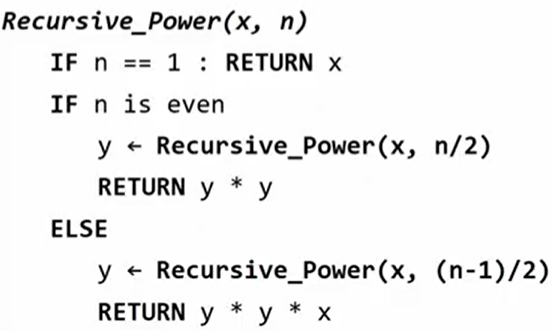 Recursive_Power(x, n)
IF n == 1 : RETURN x
IF n is even
y ← Recursive_Power(x, n/2)
RETURN y * y
ELSE
y ← Recursive_Power(x, (n-1)/2)
RETURN y * y * x